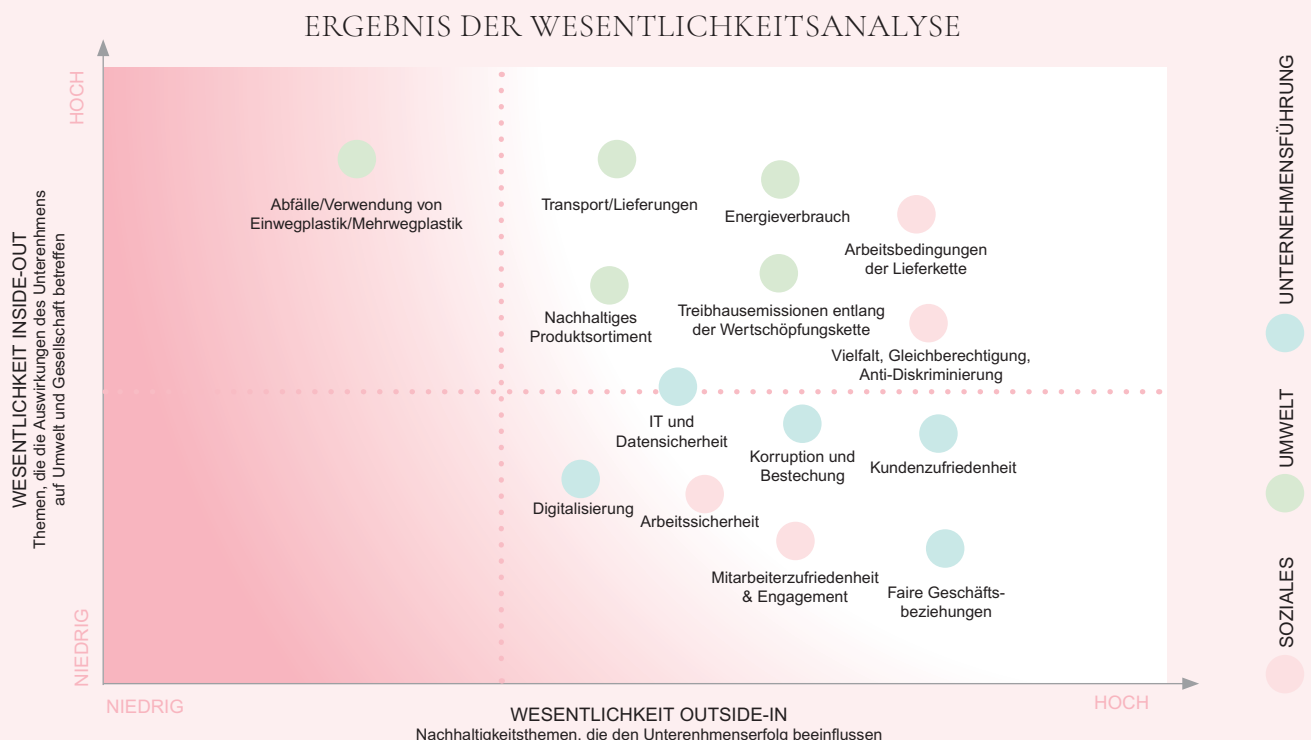 ERGEBNIS DER WESENTLICHKEITSANALYSE
HOCH
NIEDRIG
WESENTLICHKEIT INSIDE-OUT
Themen, die die Auswirkungen des Unterenhmens
auf Umwelt und Gesellschaft betreffen
Abfälle/Verwendung von
Einwegplastik/Mehrwegplastik
Transport/Lieferungen
Energieverbrauch
Arbeitsbedingungen
der Lieferkette
Nachhaltiges
Produktsortiment
Treibhausemissionen entlang
der Wertschöpfungskette
Vielfalt, Gleichberechtigung,
Anti-Diskriminierung
IT und
Datensicherheit
Korruption und
Bestechung
Kundenzufriedenheit
Digitalisierung
Arbeitssicherheit
Mitarbeiterzufriedenheit
& Engagement
Faire Geschäfts-
beziehungen
NIEDRIG
HOCH
WESENTLICHKEIT OUTSIDE-IN
Nachhaltigkeitsthemen, die den Unterenhmenserfolg beeinflussen
UNTERNEHMENSFÜHRUNG
UMWELT
SOZIALES